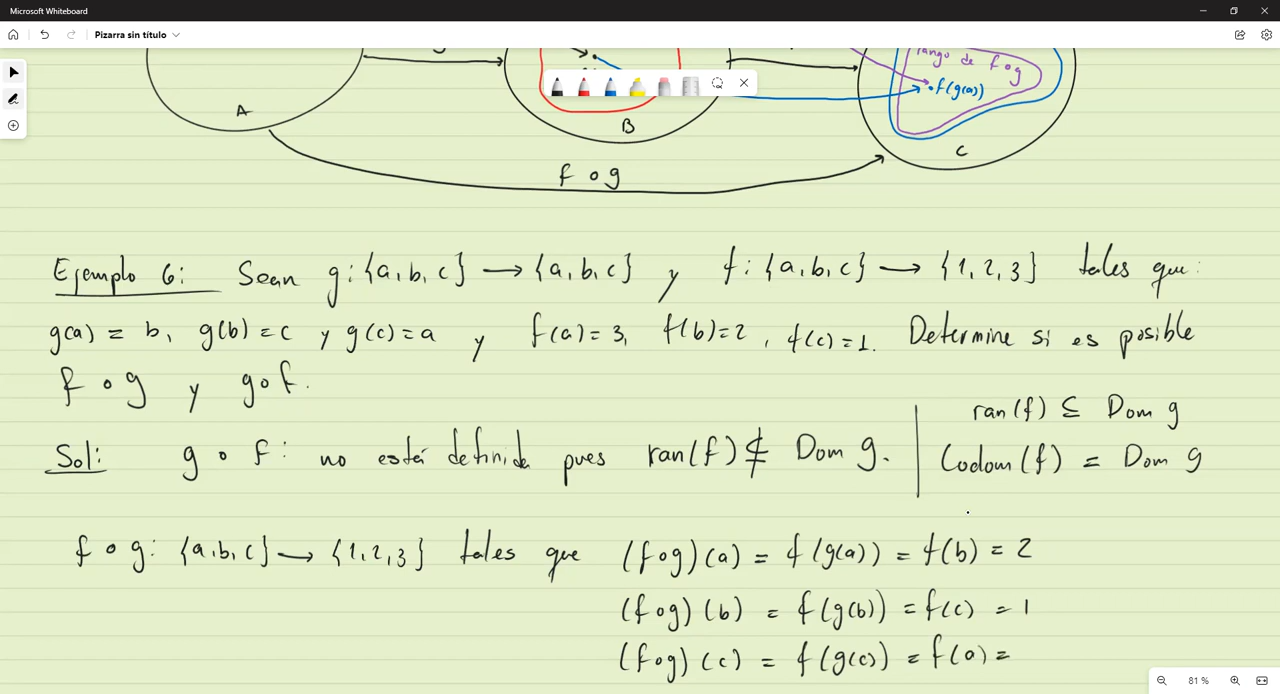 Microsoft Whiteboard
Pizarra sin título
rango de f o g
f(g(a))
A
B
C
f o g
Ejemplo 6: Sean g: {a, b, c} → {a, b, c} y f: {a, b, c} → {1, 2, 3} tales que:
g(a) = b, g(b) = c y g(c) = a y f(a) = 3, f(b) = 2, f(c) = 1. Determine si es posible
f o g y g o f.
ran(f) ⊆ Dom g
Sol: g o f: no está definida pues ran(f) ⊈ Dom g.
Codom(f) = Dom g
f o g: {a, b, c} → {1, 2, 3} tales que (f o g)(a) = f(g(a)) = f(b) = 2
(f o g)(b) = f(g(b)) = f(c) = 1
(f o g)(c) = f(g(c)) = f(a) =
81 %